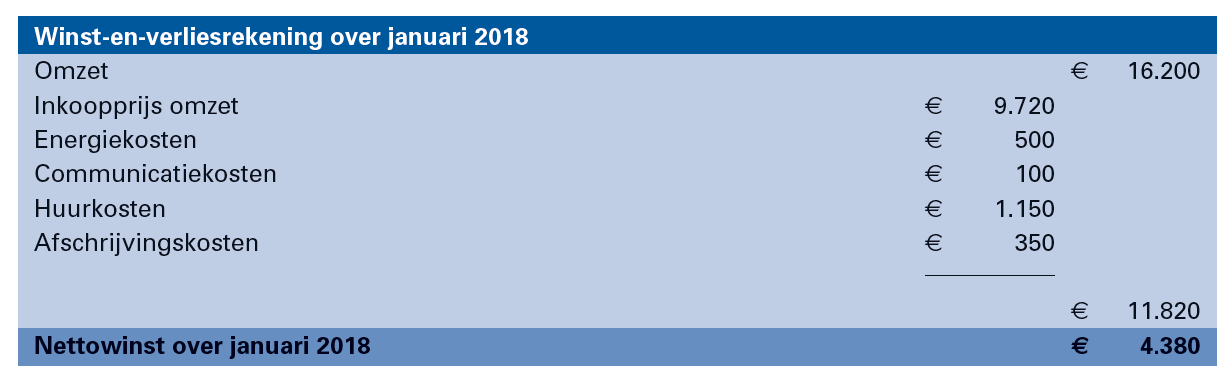 Winst-en-verliesrekening over januari 2018
Omzet € 16.200
Inkoopprijs omzet € 9.720
Energiekosten € 500
Communicatiekosten € 100
Huurkosten € 1.150
Afschrijvingskosten € 350
€ 11.820
Nettowinst over januari 2018 € 4.380